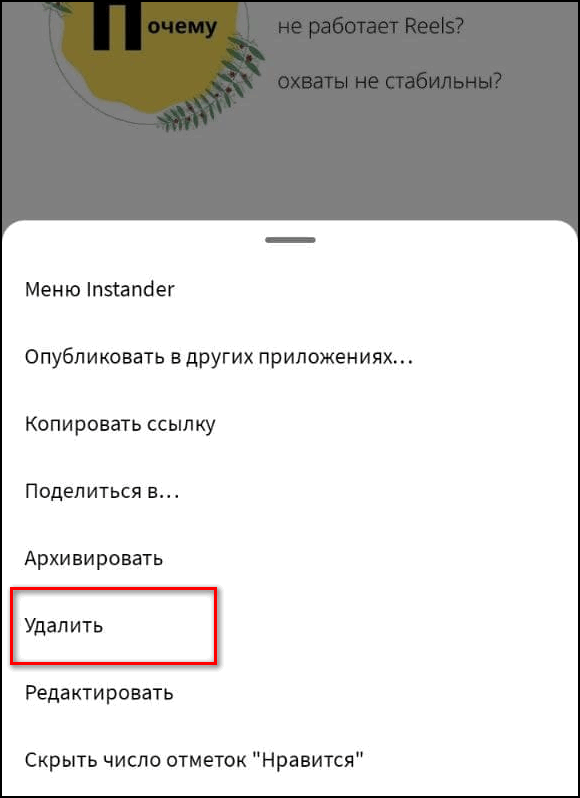 Почему
не работает Reels?
охваты не стабильны?
Меню Instander
Опубликовать в других приложениях...
Копировать ссылку
Поделиться в...
Архивировать
Удалить
Редактировать
Скрыть число отметок "Нравится"